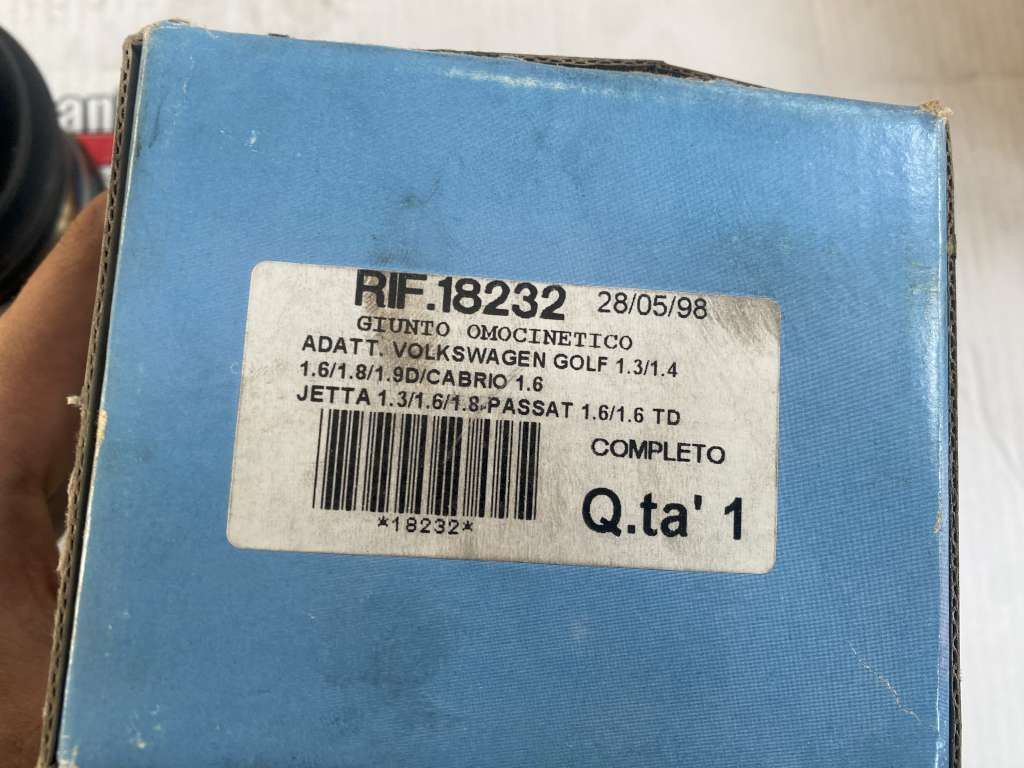 RIF.18232 28/05/98
GIUNTO OMOCINETICO
ADATT. VOLKSWAGEN GOLF 1.3/1.4
1.6/1.8/1.9D/CABRIO 1.6
JETTA 1.3/1.6/1.8-PASSAT 1.6/1.6 TD
COMPLETO
*18232*
Q.ta' 1